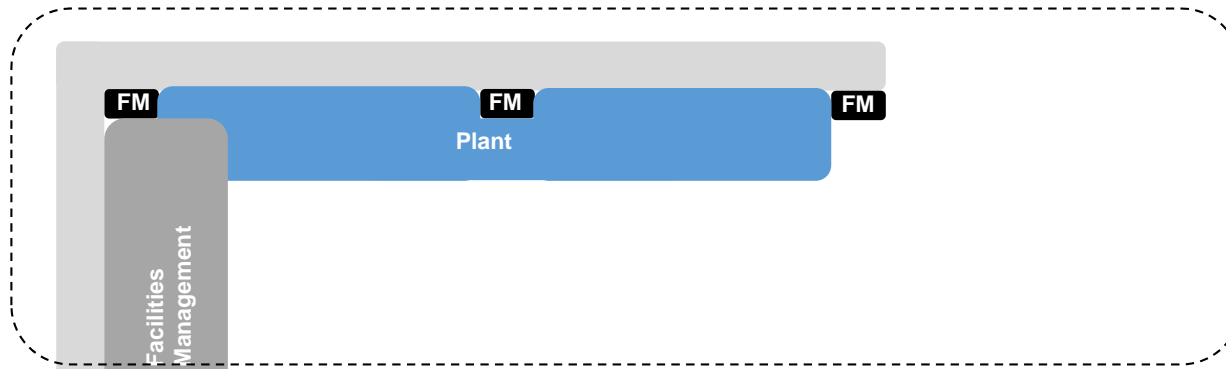 FM
FM
FM
Plant
Facilities
Management